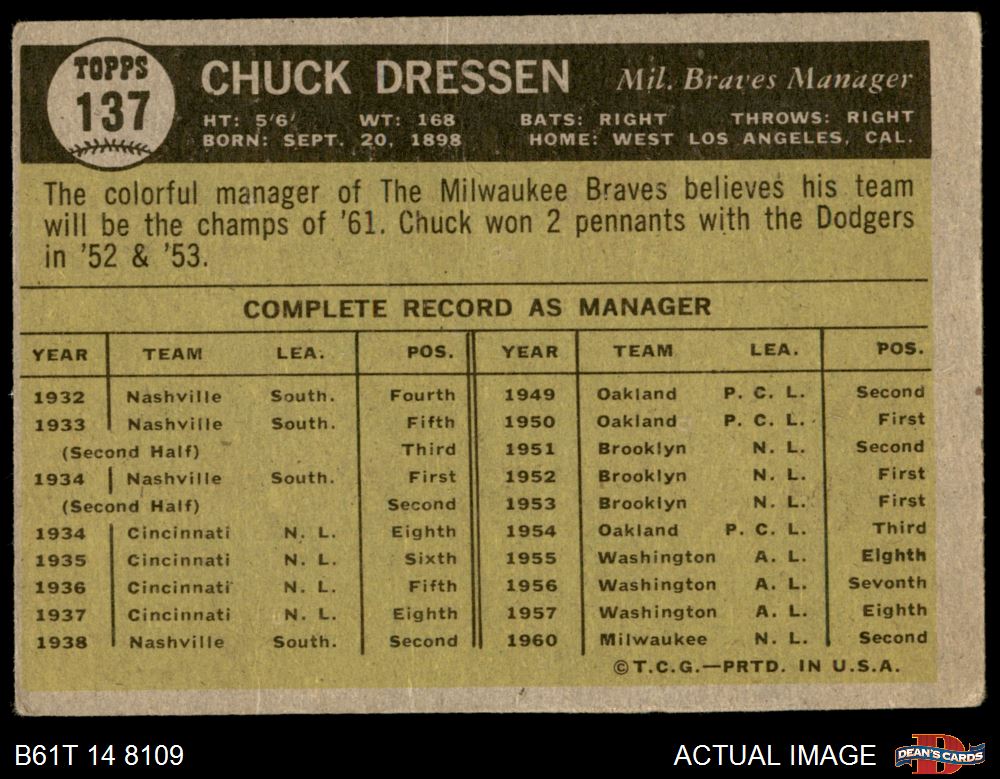 TOPPS
137
CHUCK DRESSEN Mil. Braves Manager
HT: 5'6' WT: 168 BATS: RIGHT THROWS: RIGHT
BORN: SEPT. 20, 1898 HOME: WEST LOS ANGELES, CAL.
The colorful manager of The Milwaukee Braves believes his team
will be the champs of '61. Chuck won 2 pennants with the Dodgers
in '52 & '53.
COMPLETE RECORD AS MANAGER
YEAR TEAM LEA. POS. YEAR TEAM LEA. POS.
1932 Nashville South. Fourth 1949 Oakland P. C. L. Second
1933 Nashville South. Fifth 1950 Oakland P. C. L. First
(Second Half) Third 1951 Brooklyn N. L. Second
1934 Nashville South. First 1952 Brooklyn N. L. First
(Second Half) Second 1953 Brooklyn N. L. First
1934 Cincinnati N. L. Eighth 1954 Oakland P. C. L. Third
1935 Cincinnati N. L. Sixth 1955 Washington A. L. Eighth
1936 Cincinnati N. L. Fifth 1956 Washington A. L. Sevonth
1937 Cincinnati N. L. Eighth 1957 Washington A. L. Eighth
1938 Nashville South. Second 1960 Milwaukee N. L. Second
©T.C.G.—PRTD. IN U.S.A.
B61T 14 8109 ACTUAL IMAGE DEAN'S CARDS